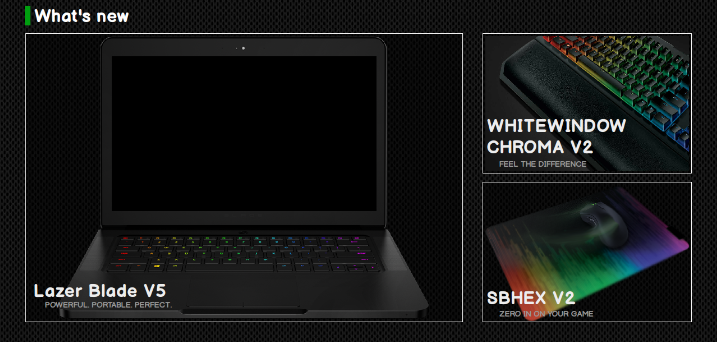 What's new
Lazer Blade V5
POWERFUL. PORTABLE. PERFECT.
WHITEWINDOW
CHROMA V2
FEEL THE DIFFERENCE
SBHEX V2
ZERO IN ON YOUR GAME